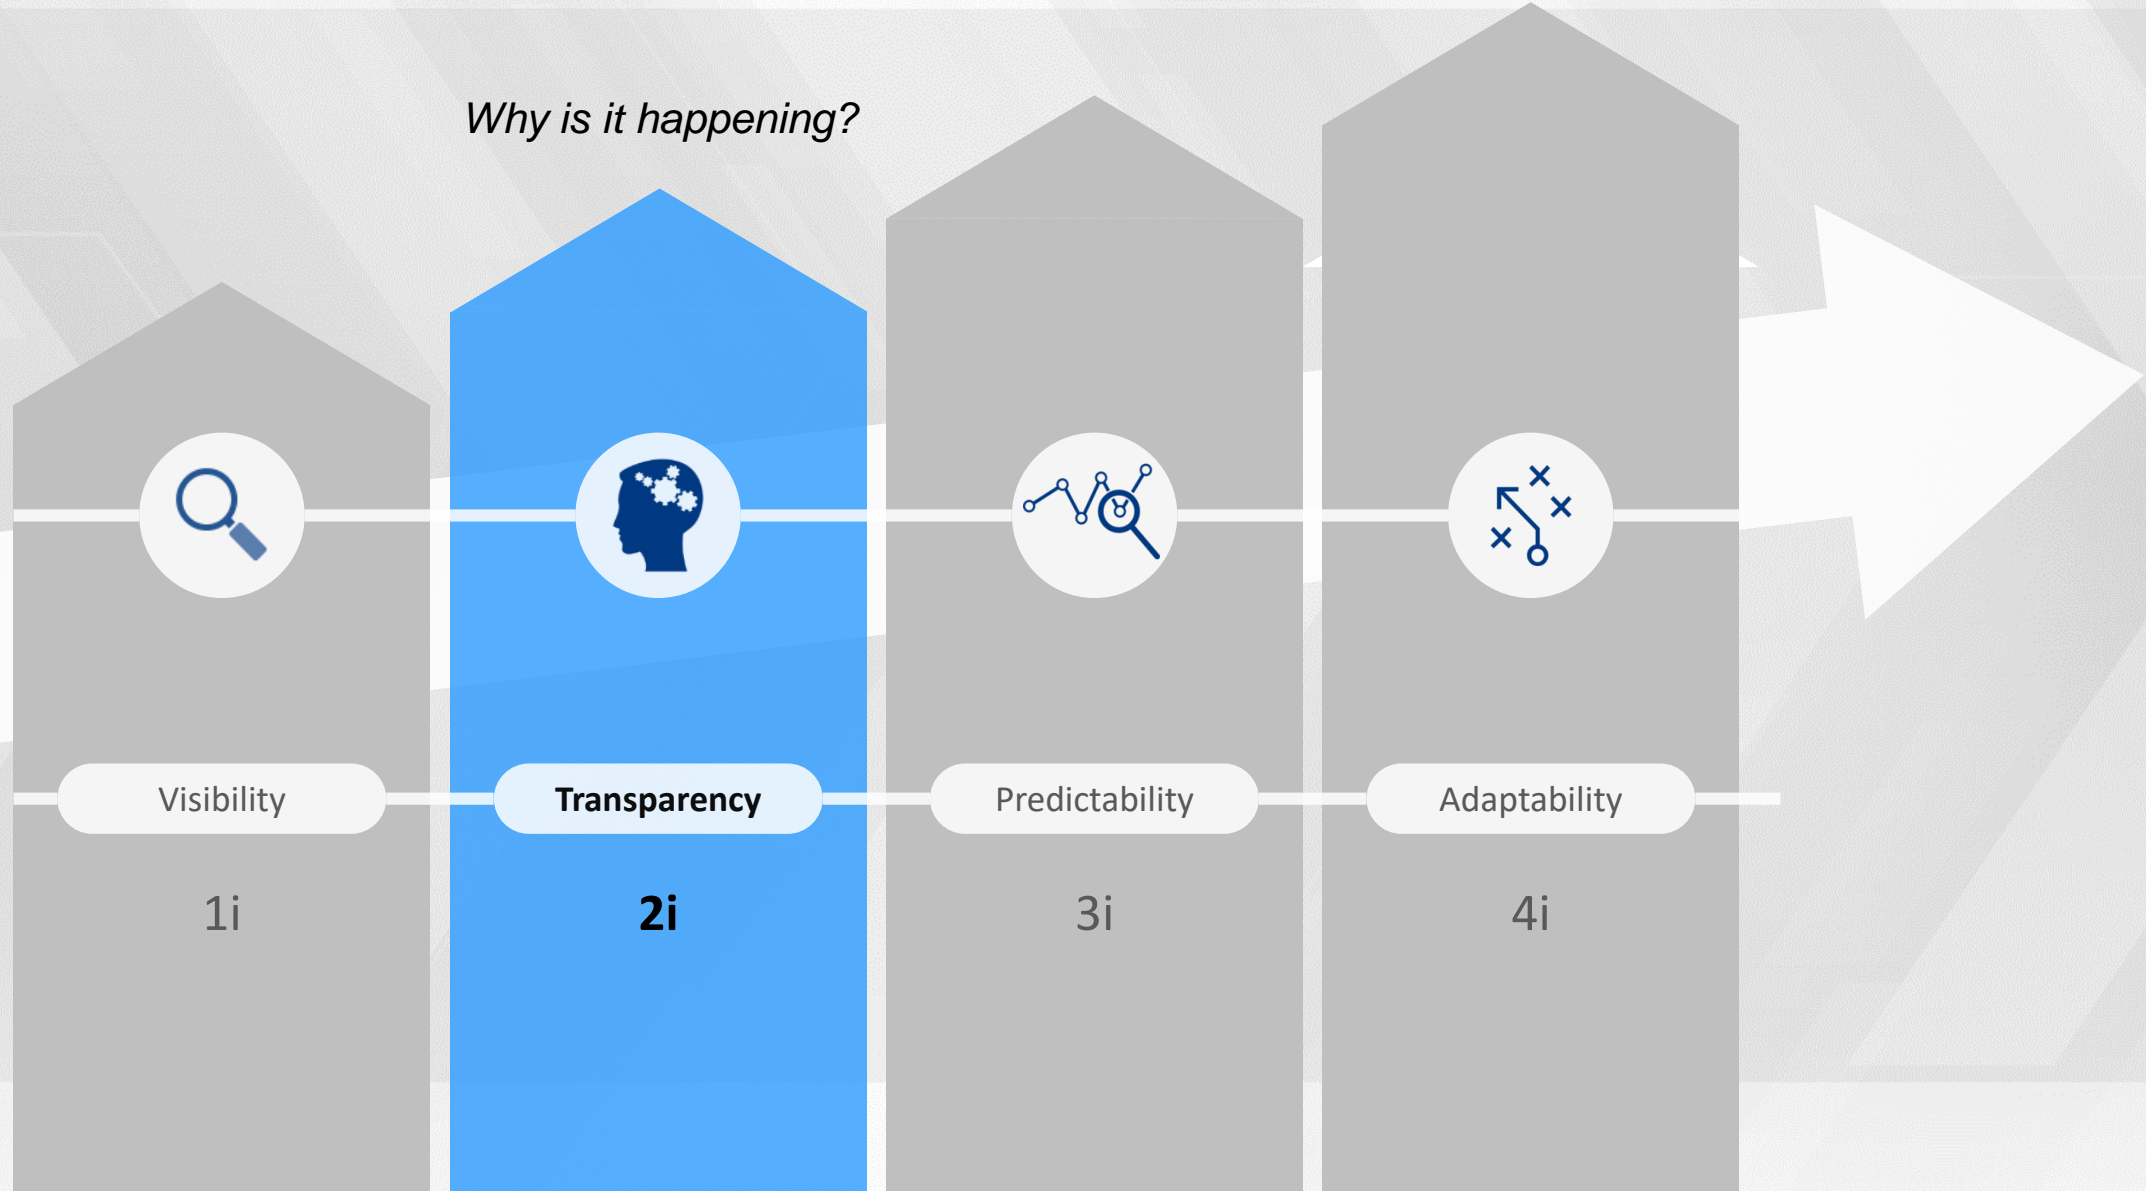 Why is it happening?
Visibility
Transparency
Predictability
Adaptability
1i
2i
3i
4i